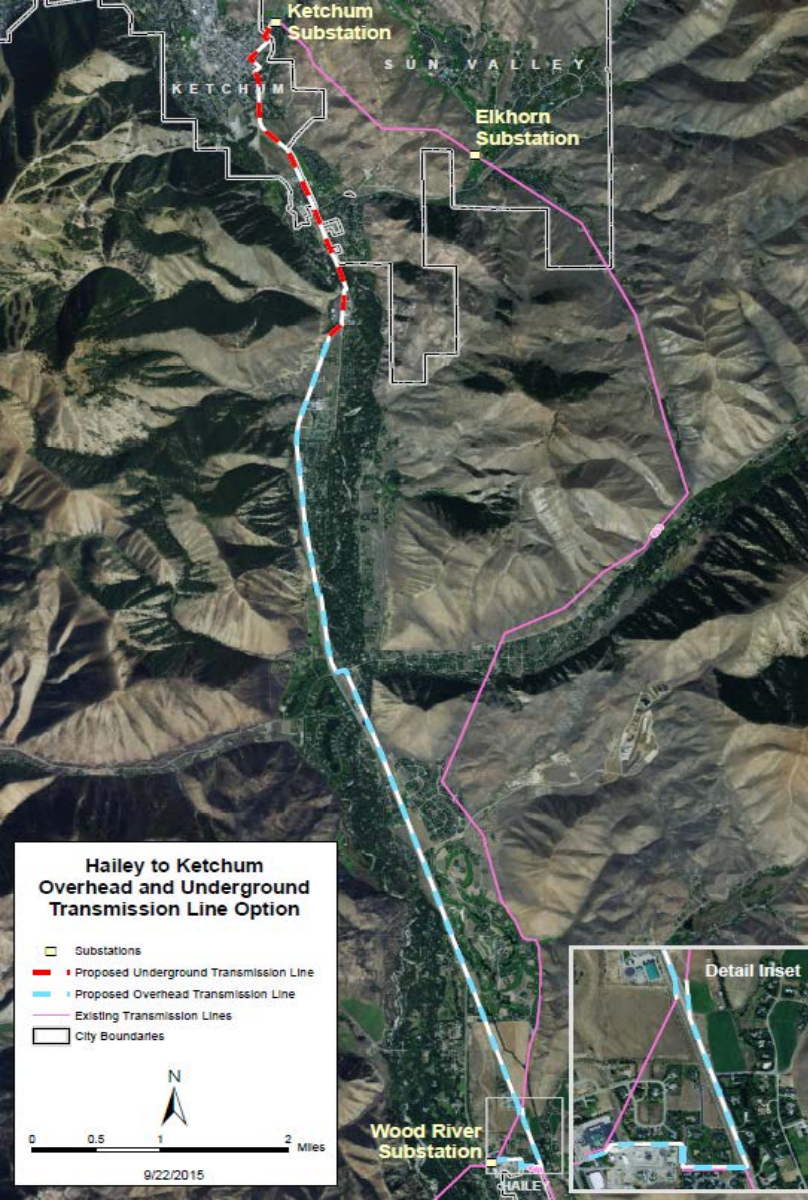 Ketchum
Substation
SUN VALLEY
KETCHUM
Elkhorn
Substation
Hailey to Ketchum
Overhead and Underground
Transmission Line Option
Substations
Proposed Underground Transmission Line
Proposed Overhead Transmission Line
Existing Transmission Lines
City Boundaries
N
0 0.5 1 2 Miles
9/22/2015
Detail Inset
Wood River
Substation
HAILEY